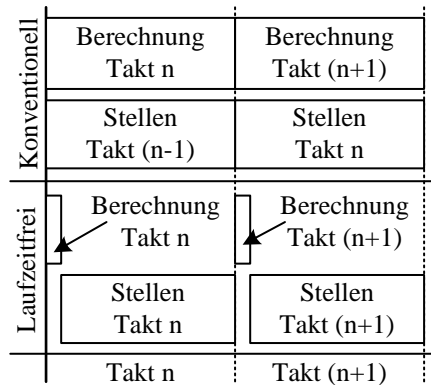 Konventionell
Berechnung
Takt n
Berechnung
Takt (n+1)
Stellen
Takt (n-1)
Stellen
Takt n
Laufzeitfrei
Berechnung
Takt n
Berechnung
Takt (n+1)
Stellen
Takt n
Stellen
Takt (n+1)
Takt n
Takt (n+1)